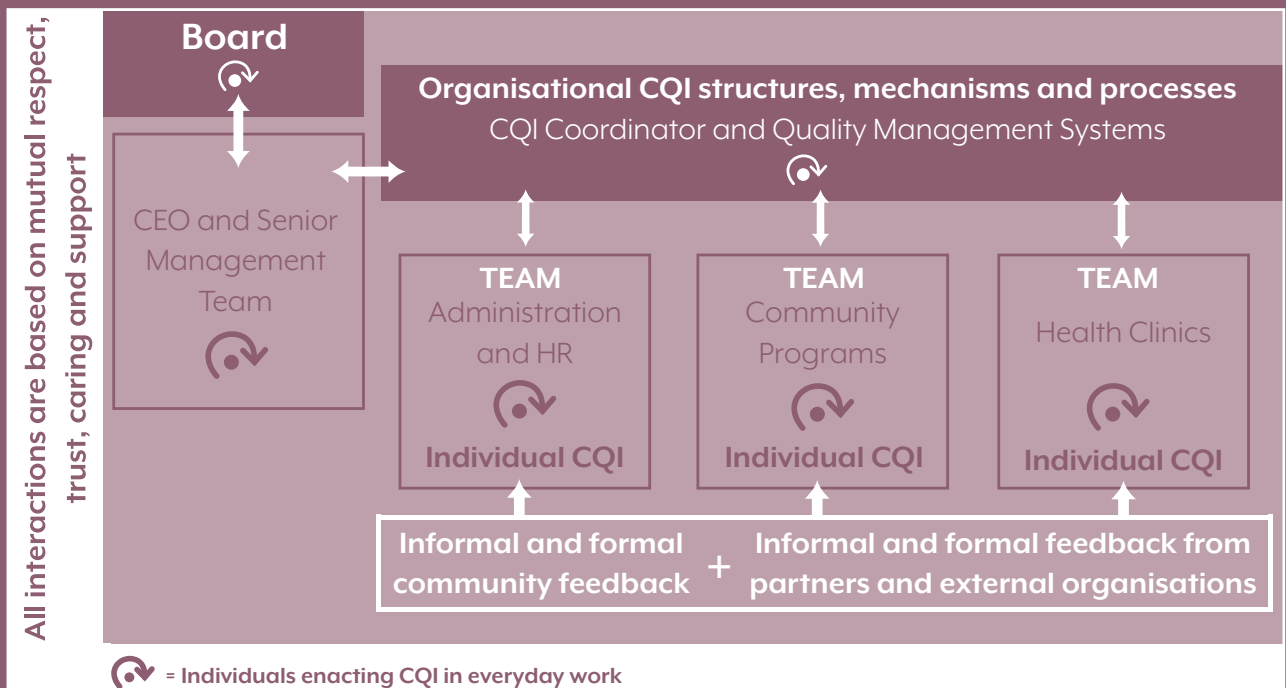 All interactions are based on mutual respect,
trust, caring and support
Board
Organisational CQI structures, mechanisms and processes
CQI Coordinator and Quality Management Systems
CEO and Senior
Management
Team
TEAM
Administration
and HR
Individual CQI
TEAM
Community
Programs
Individual CQI
TEAM
Health Clinics
Individual CQI
Informal and formal
community feedback
+
Informal and formal feedback from
partners and external organisations
= Individuals enacting CQI in everyday work